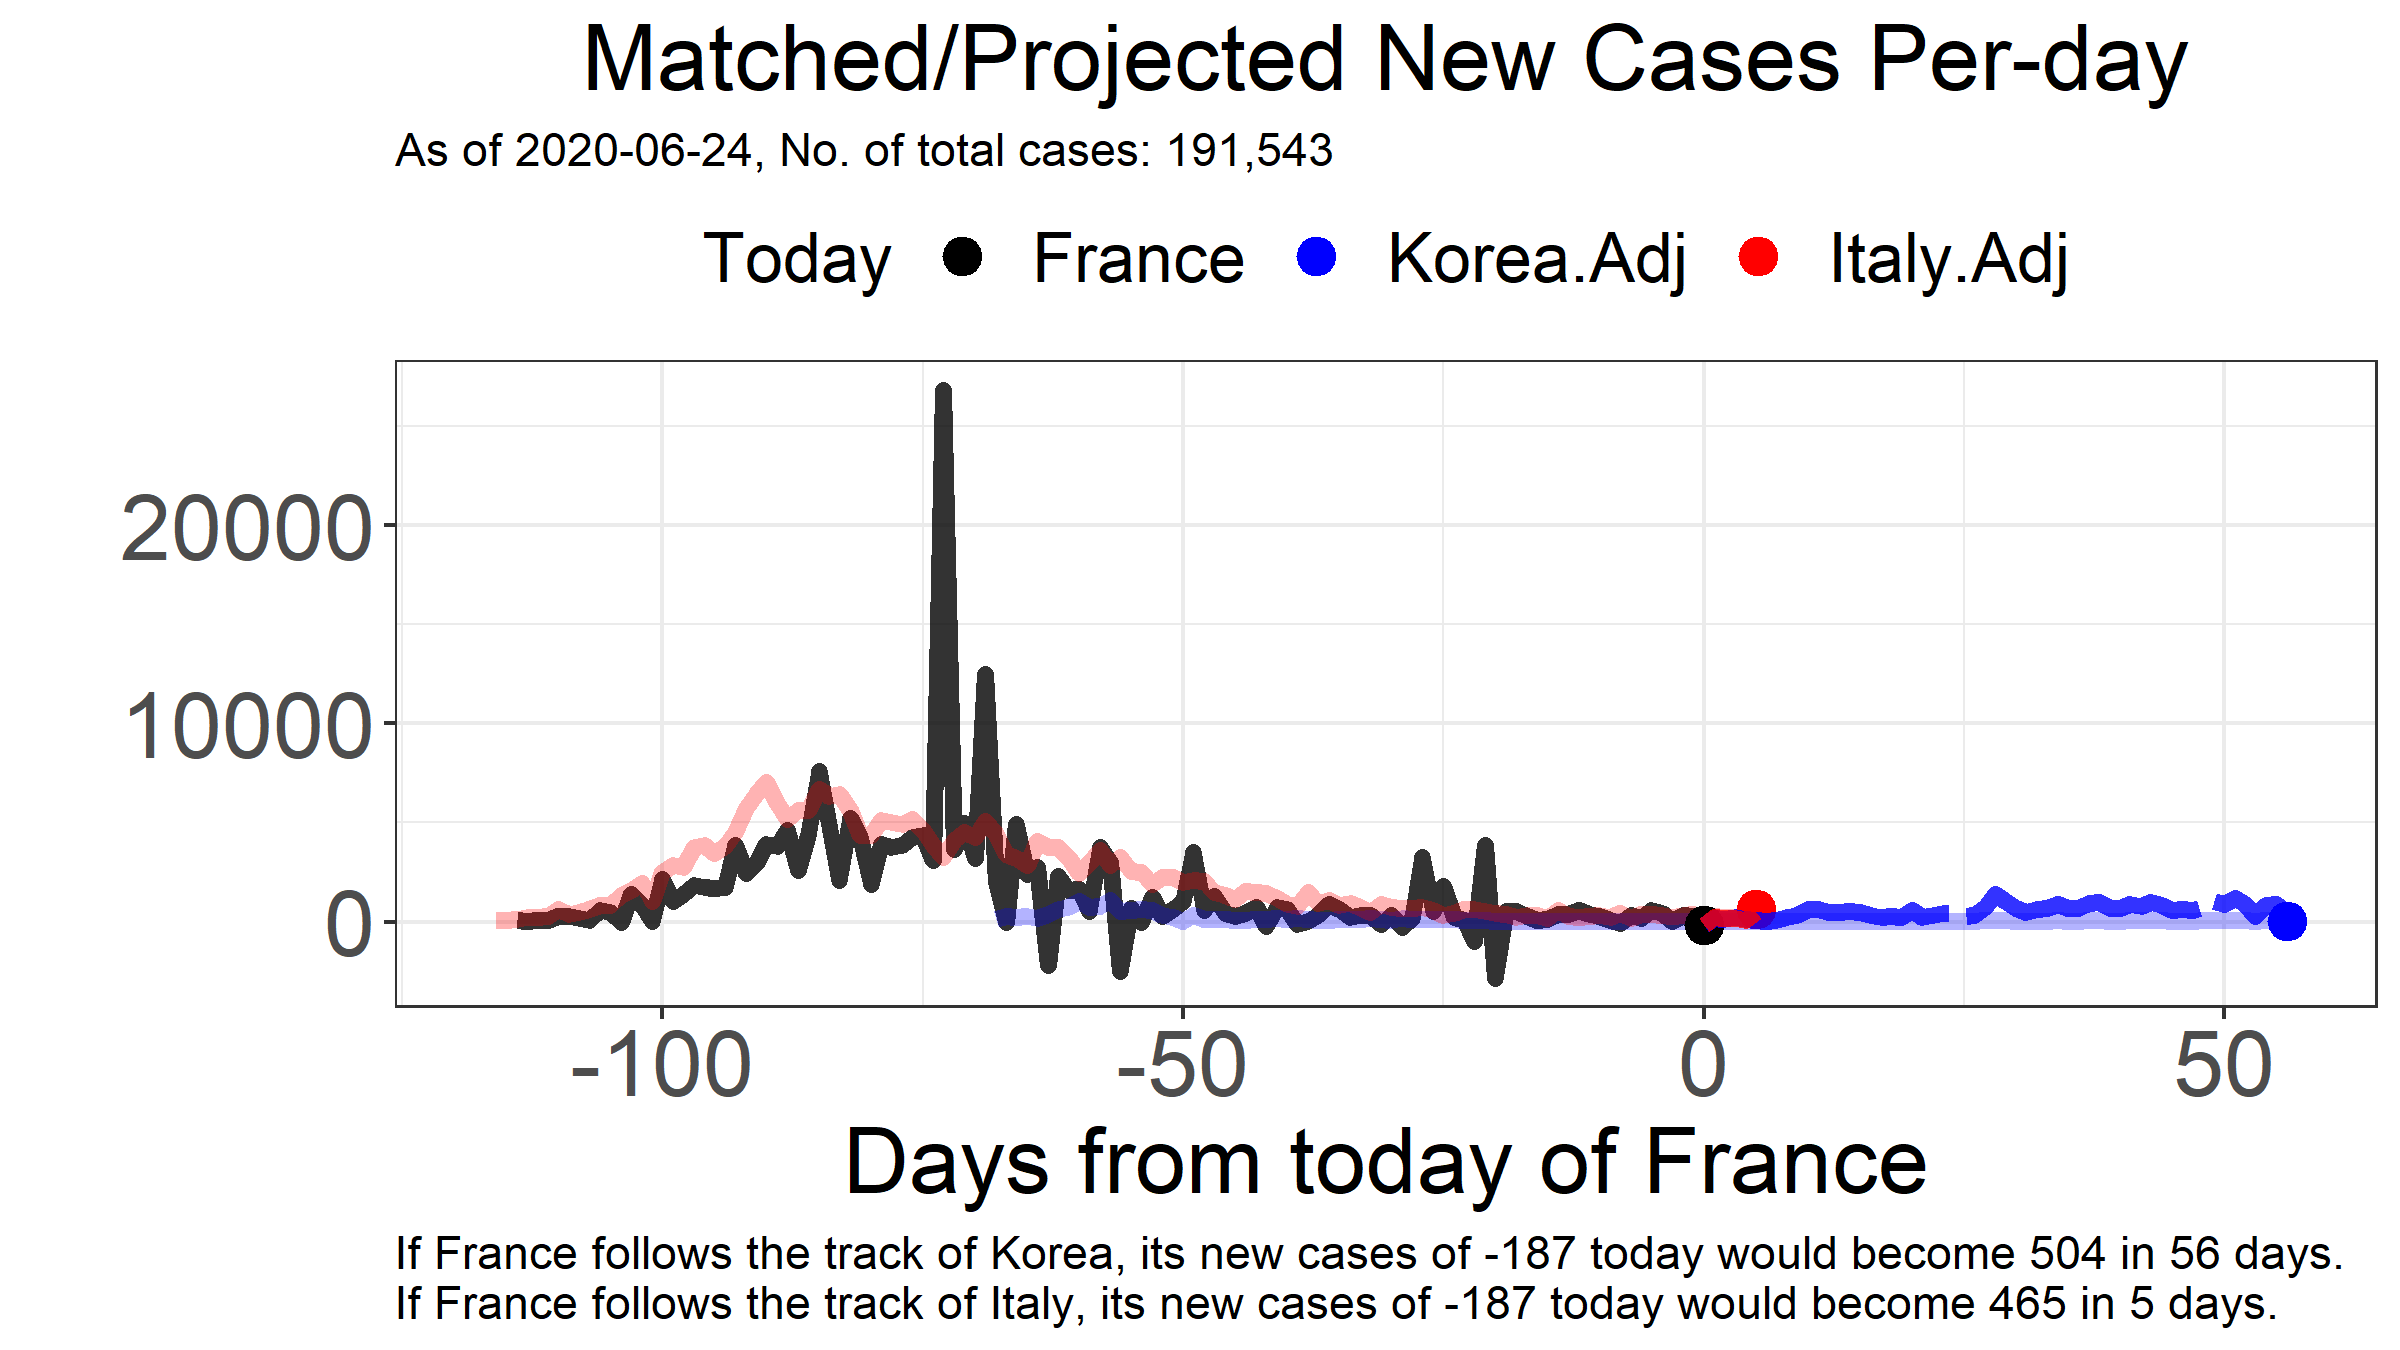 Matched/Projected New Cases Per-day
As of 2020-06-24, No. of total cases: 191,543
Today France Korea.Adj Italy.Adj
20000
10000
0
-100 -50 0 50
Days from today of France
If France follows the track of Korea, its new cases of -187 today would become 504 in 56 days.
If France follows the track of Italy, its new cases of -187 today would become 465 in 5 days.